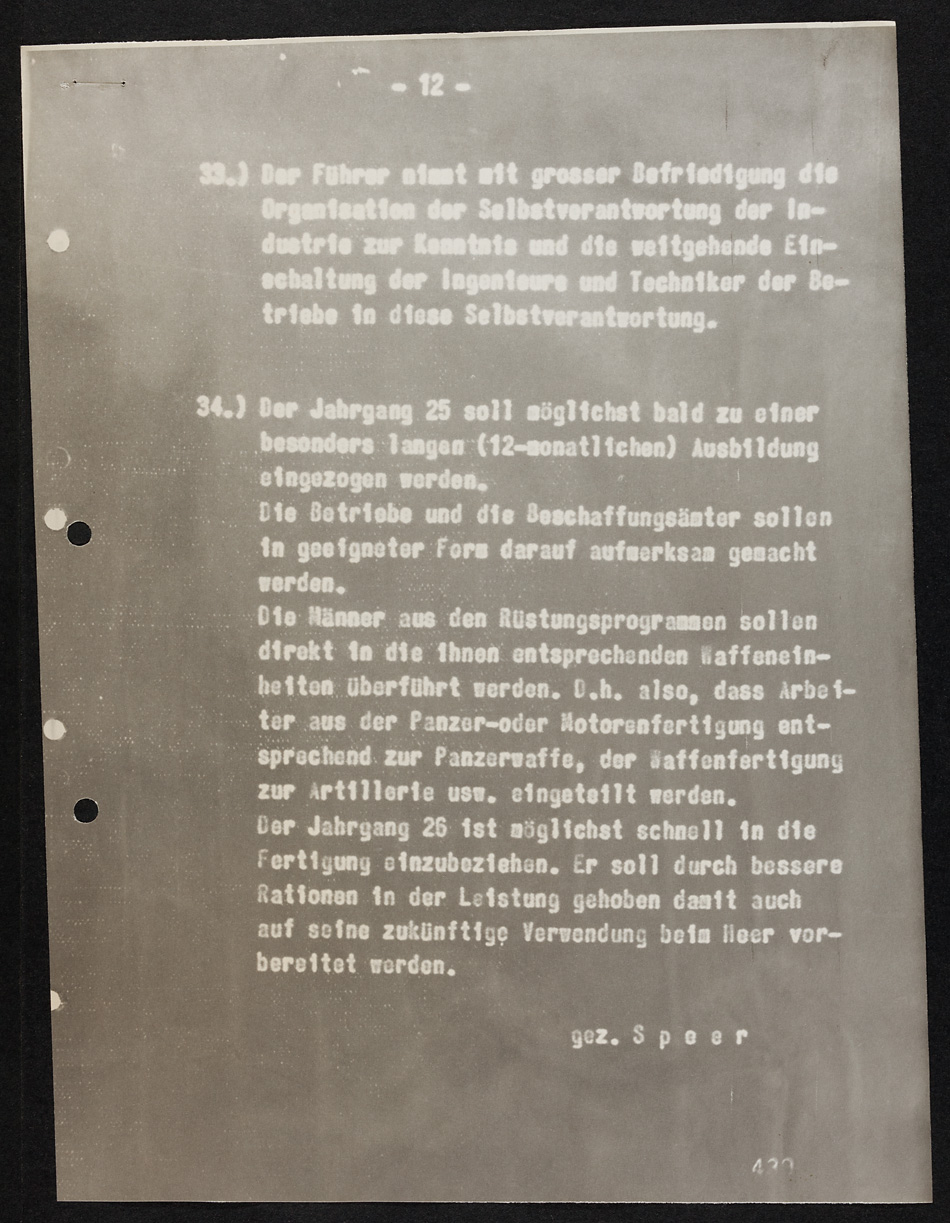 - 12 -
33.) Der Führer nimmt mit grosser Befriedigung die
Organisation der Selbstverantwortung der In-
dustrie zur Kenntnis und die weitgehende Ein-
schaltung der Ingenieure und Techniker der Be-
triebe in diese Selbstverantwortung.
34.) Der Jahrgang 25 soll möglichst bald zu einer
besonders langen (12-monatlichen) Ausbildung
eingezogen werden.
Die Betriebe und die Beschaffungsämter sollen
in geeigneter Form darauf aufmerksam gemacht
werden.
Die Männer aus den Rüstungsprogrammen sollen
direkt in die ihnen entsprechenden Waffenein-
heiten überführt werden. D.h. also, dass Arbei-
ter aus der Panzer-oder Motorenfertigung ent-
sprechend zur Panzerwaffe, der Waffenfertigung
zur Artillerie usw. eingeteilt werden.
Der Jahrgang 26 ist möglichst schnell in die
Fertigung einzubeziehen. Er soll durch bessere
Rationen in der Leistung gehoben damit auch
auf seine zukünftige Verwendung beim Heer vor-
bereitet werden.
gez. S p e e r